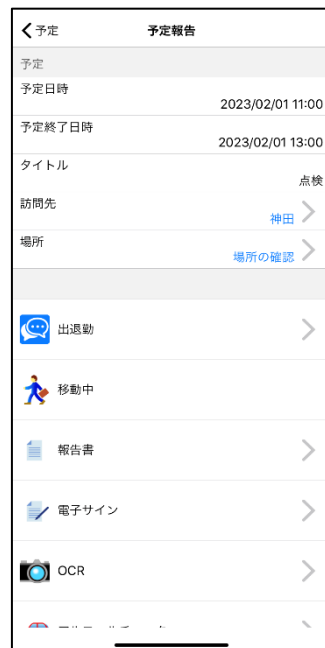 予定
予定報告
予定
予定日時
2023/02/01 11:00
予定終了日時
2023/02/01 13:00
タイトル
点検
訪問先
神田
場所
場所の確認
出退勤
移動中
報告書
電子サイン
OCR